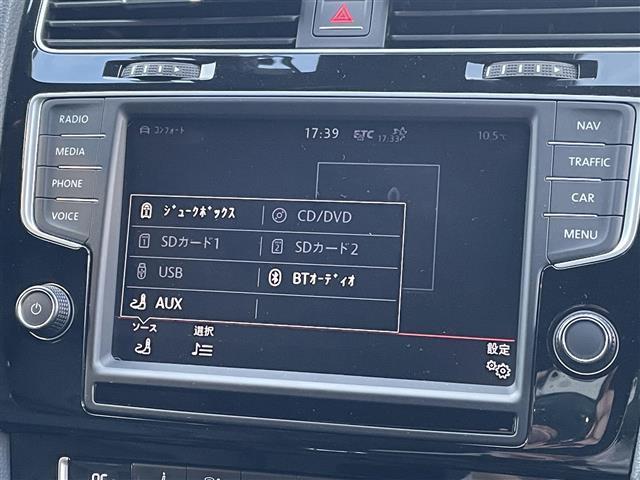 RADIO
MEDIA
PHONE
VOICE
コンフォート
17:39
ETC
17:33
10.5℃
ジュークボックス
CD/DVD
1
SDカード1
2
SDカード2
USB
BTオーディオ
AUX
ソース
選択
設定
NAV
TRAFFIC
CAR
MENU